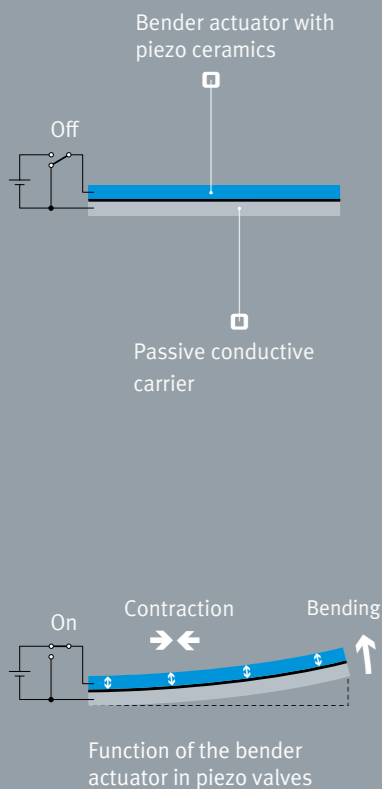 Bender actuator with
piezo ceramics
Off
Passive conductive
carrier
On
Contraction
Bending
Function of the bender
actuator in piezo valves